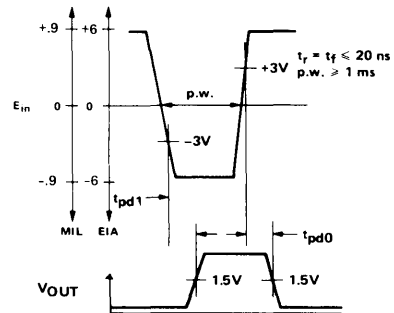 +.9 +6
+3V
t_r = t_f ⩽ 20 ns
p.w. ⩾ 1 ms
p.w.
E_in 0 0
−3V
−.9 −6
t_pd1
MIL EIA
t_pd0
V_OUT
1.5V 1.5V